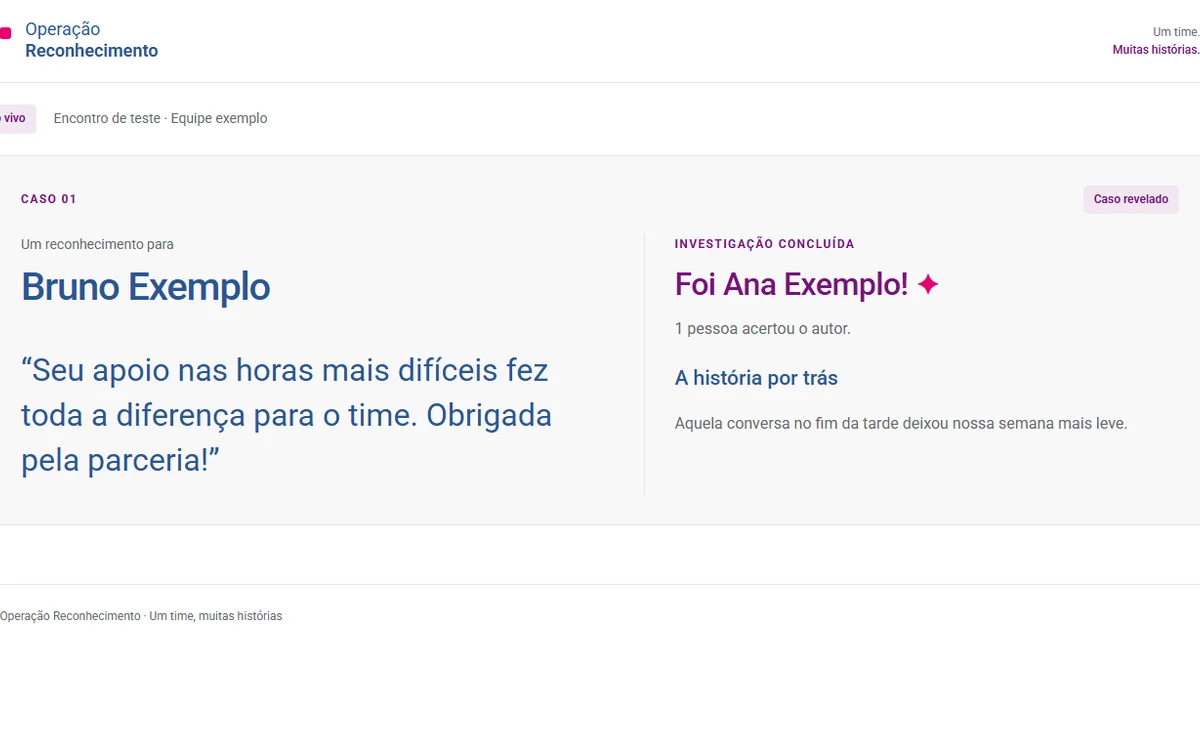 Operação
Reconhecimento
Um time.
Muitas histórias.
vivo
Encontro de teste · Equipe exemplo
CASO 01
Caso revelado
Um reconhecimento para
Bruno Exemplo
“Seu apoio nas horas mais difíceis fez
toda a diferença para o time. Obrigada
pela parceria!”
INVESTIGAÇÃO CONCLUÍDA
Foi Ana Exemplo! ✦
1 pessoa acertou o autor.
A história por trás
Aquela conversa no fim da tarde deixou nossa semana mais leve.
Operação Reconhecimento · Um time, muitas histórias